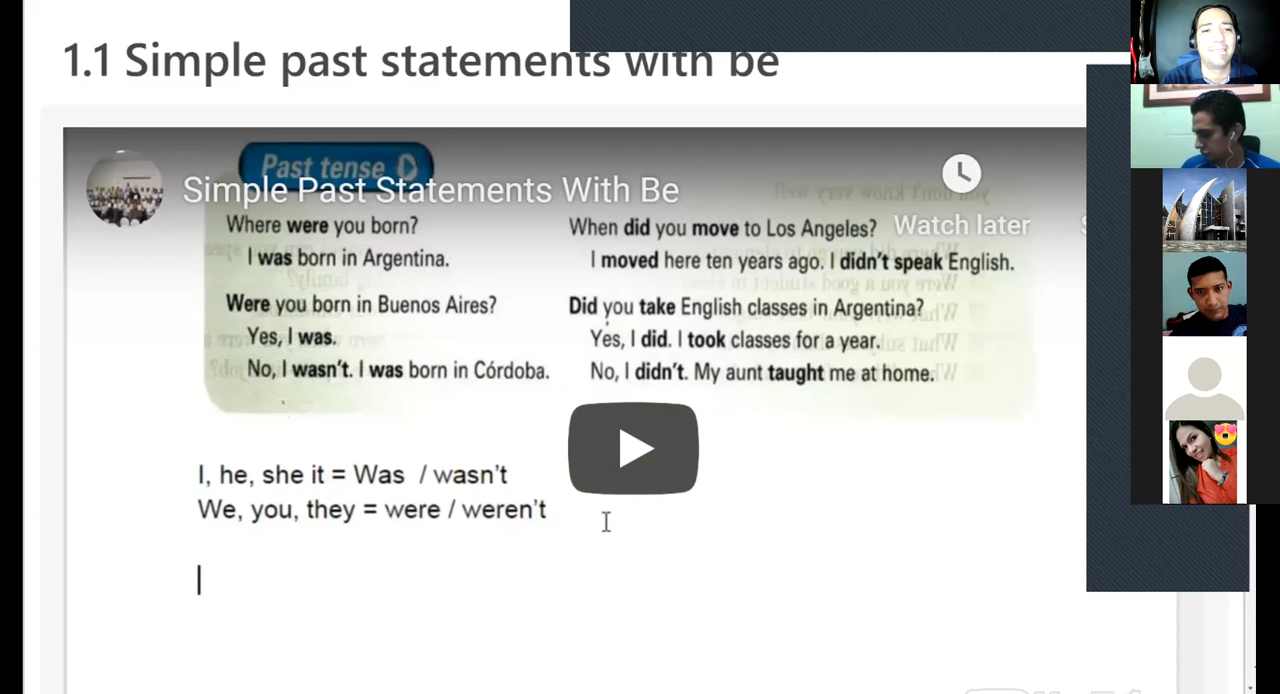 1.1 Simple past statements with be
Past tense
Simple Past Statements With Be
Watch later
Where were you born?
I was born in Argentina.
Were you born in Buenos Aires?
Yes, I was.
No, I wasn't. I was born in Córdoba.
When did you move to Los Angeles?
I moved here ten years ago. I didn't speak English.
Did you take English classes in Argentina?
Yes, I did. I took classes for a year.
No, I didn't. My aunt taught me at home.
I, he, she it = Was / wasn't
We, you, they = were / weren't